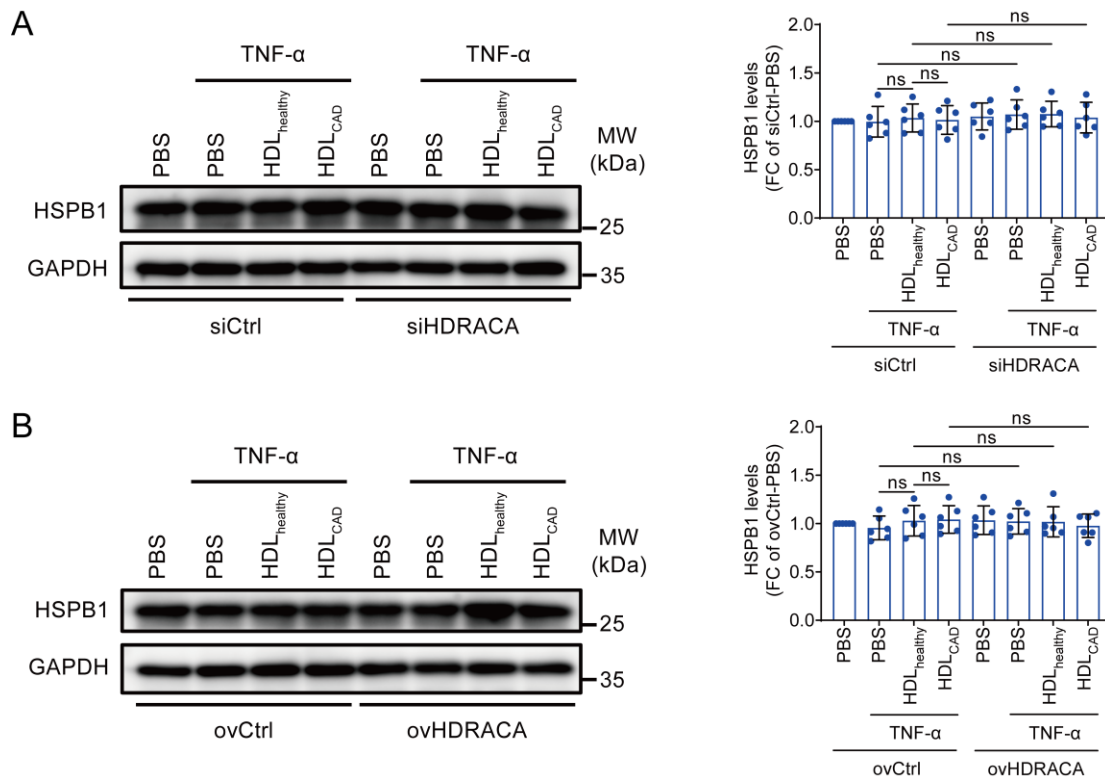 A
TNF-α
PBS PBS HDLhealthy HDLCAD PBS PBS HDLhealthy HDLCAD
MW
(kDa)
HSPB1
25
GAPDH
35
siCtrl siHDRACA
TNF-α
HSPB1 levels
(FC of siCtrl-PBS)
2.0
1.5
1.0
0.5
0.0
ns
ns
ns
ns ns
PBS PBS HDLhealthy HDLCAD PBS PBS HDLhealthy HDLCAD
TNF-α TNF-α
siCtrl siHDRACA
B
TNF-α TNF-α
PBS PBS HDLhealthy HDLCAD PBS PBS HDLhealthy HDLCAD
MW
(kDa)
HSPB1
25
GAPDH
35
ovCtrl ovHDRACA
HSPB1 levels
(FC of ovCtrl-PBS)
2.0
1.5
1.0
0.5
0.0
ns
ns
ns
ns ns
PBS PBS HDLhealthy HDLCAD PBS PBS HDLhealthy HDLCAD
TNF-α TNF-α
ovCtrl ovHDRACA